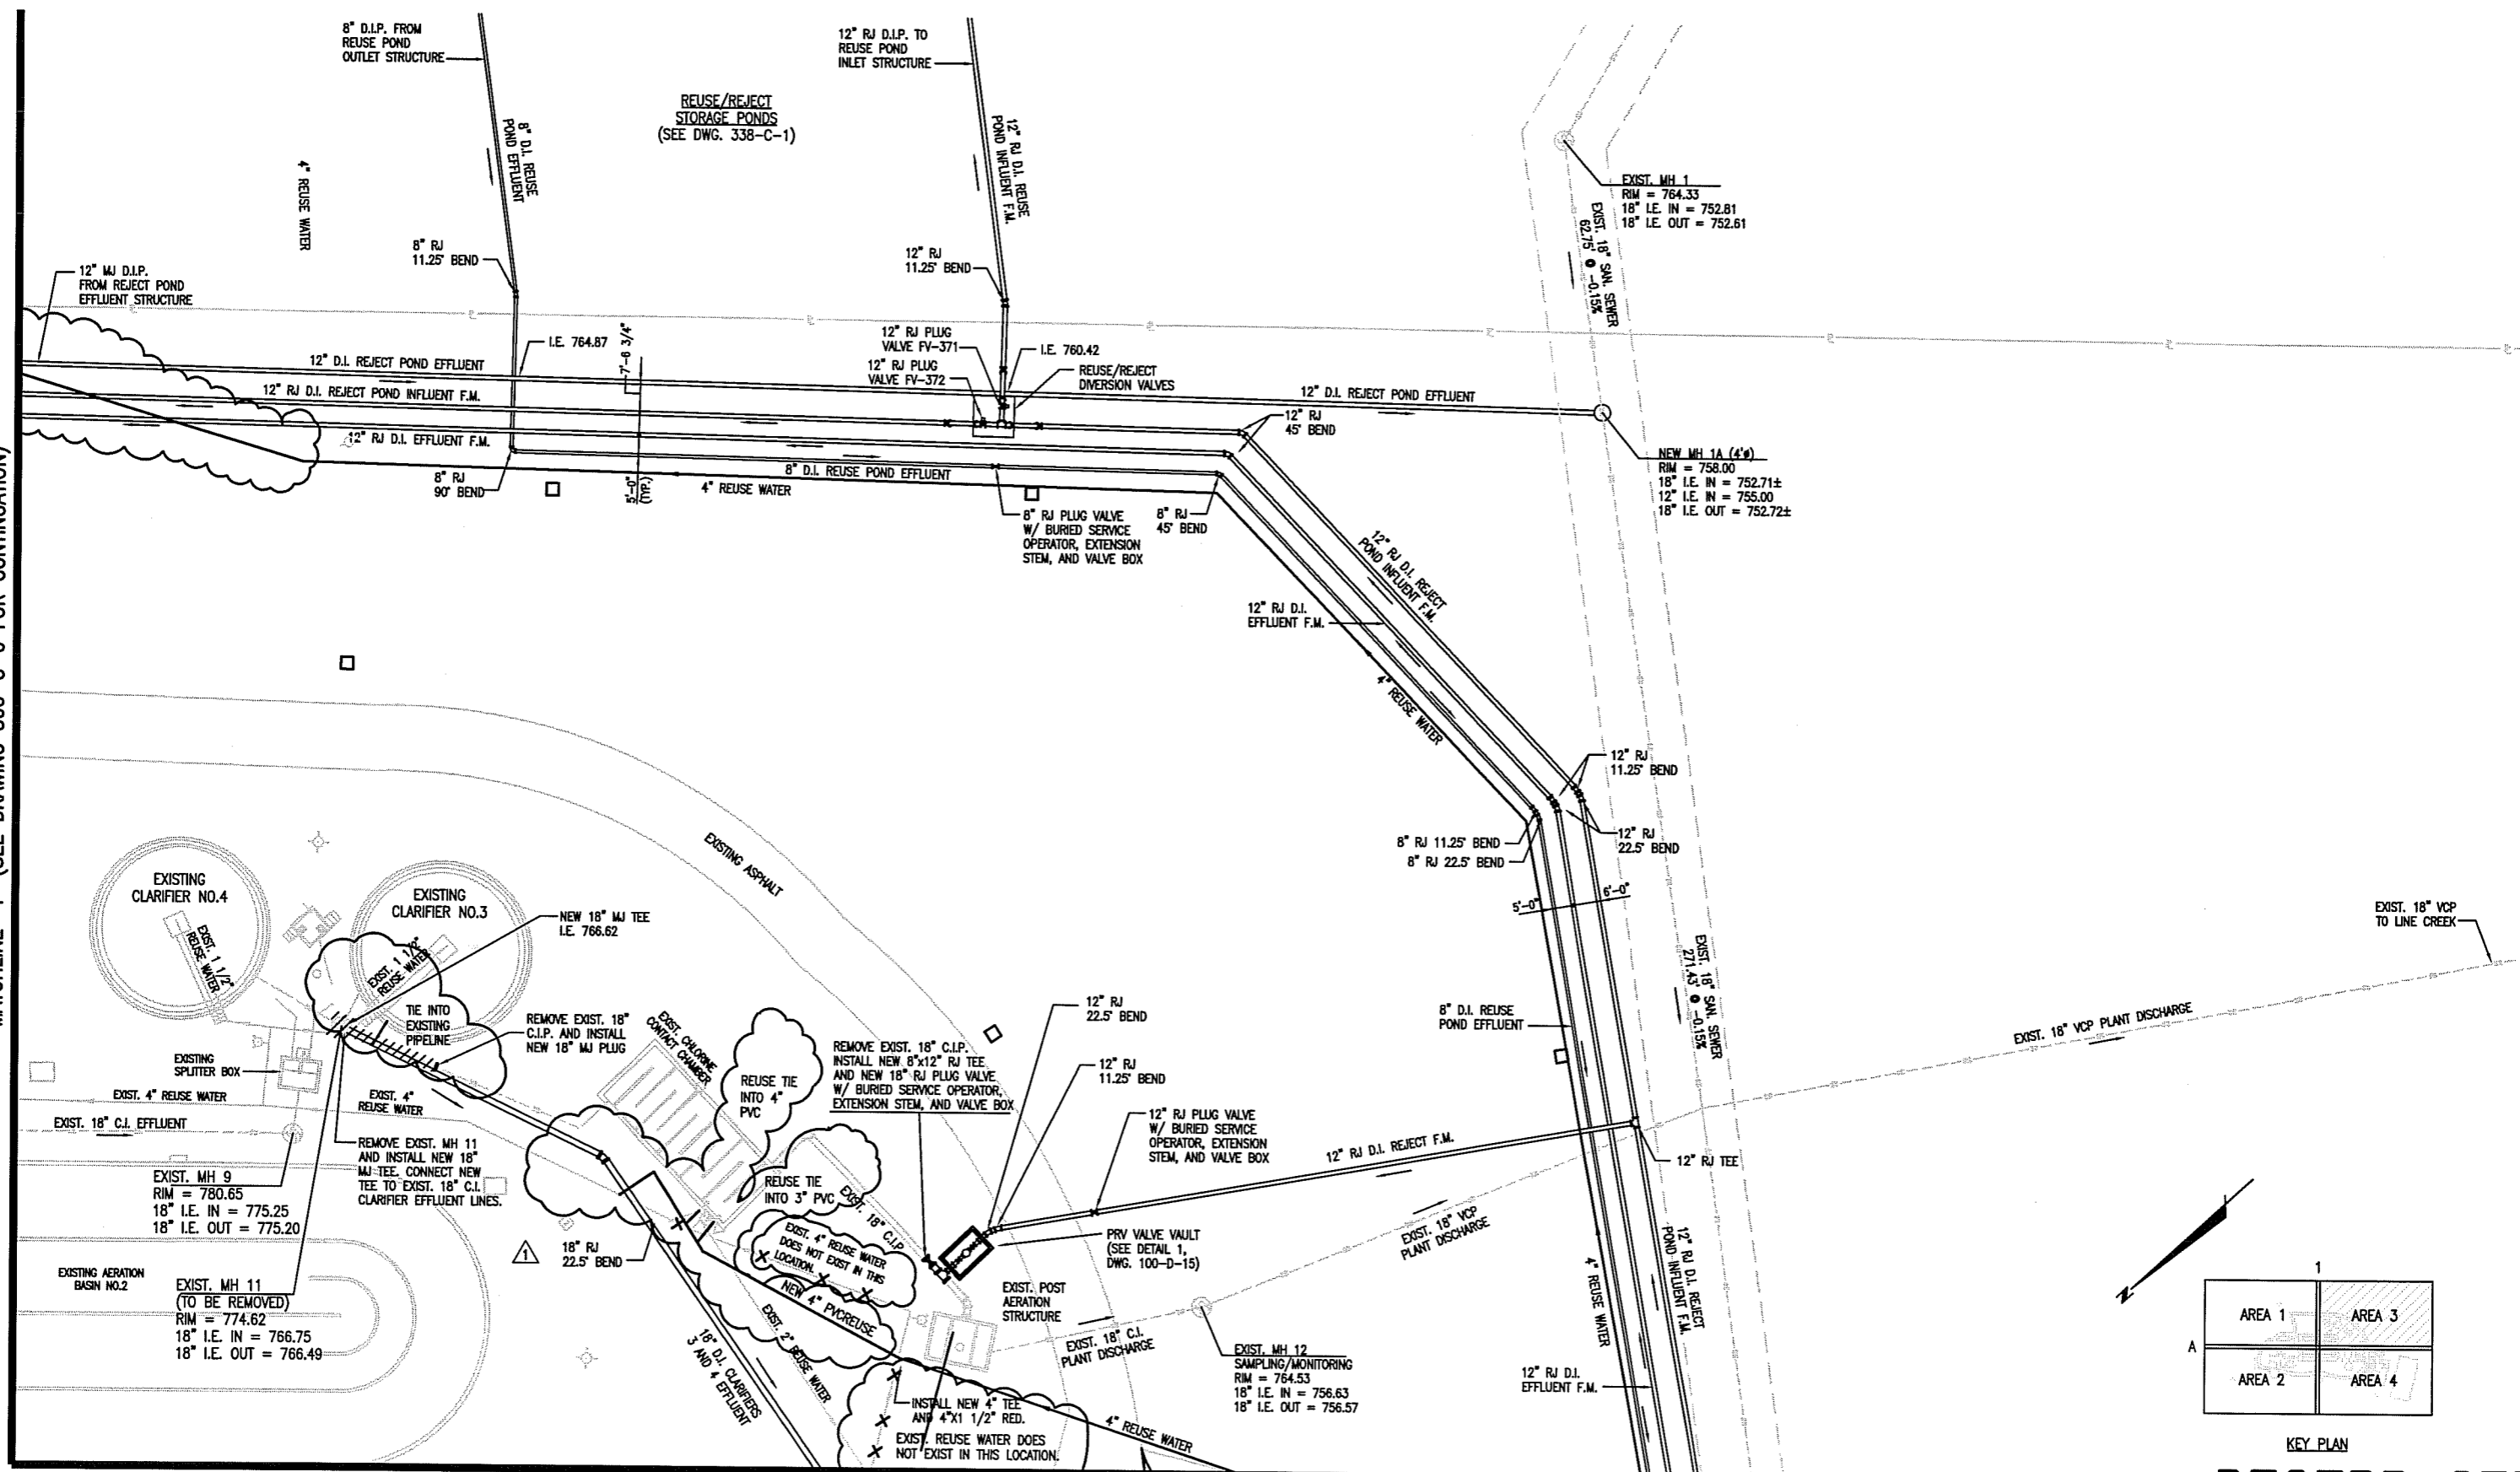 8" D.I.P. FROM
REUSE POND
OUTLET STRUCTURE
12" RJ D.I.P. TO
REUSE POND
INLET STRUCTURE
REUSE/REJECT
STORAGE PONDS
(SEE DWG. 338-C-1)
8" D.I. REUSE
POND EFFLUENT
12" RJ D.I. REUSE
POND INFLUENT F.M.
4" REUSE WATER
EXIST. MH 1
RIM = 764.33
18" I.E. IN = 752.81
18" I.E. OUT = 752.61
EXIST. 18" SAN. SEWER
62.75' @ -0.15%
8" RJ
11.25° BEND
12" RJ
11.25° BEND
12" MJ D.I.P.
FROM REJECT POND
EFFLUENT STRUCTURE
I.E. 764.87
7'-6 3/4"
12" RJ PLUG
VALVE FV-371
12" RJ PLUG
VALVE FV-372
I.E. 760.42
REUSE/REJECT
DIVERSION VALVES
12" D.I. REJECT POND EFFLUENT
12" D.I. REJECT POND EFFLUENT
12" RJ D.I. REJECT POND INFLUENT F.M.
12" RJ D.I. EFFLUENT F.M.
12" RJ
45° BEND
8" RJ
90° BEND
5'-0"
(TYP.)
8" D.I. REUSE POND EFFLUENT
4" REUSE WATER
8" RJ PLUG VALVE
W/ BURIED SERVICE
OPERATOR, EXTENSION
STEM, AND VALVE BOX
8" RJ
45° BEND
NEW MH 1A (4'ø)
RIM = 758.00
18" I.E. IN = 752.71±
12" I.E. IN = 755.00
18" I.E. OUT = 752.72±
12" RJ D.I. REJECT
POND INFLUENT F.M.
12" RJ D.I.
EFFLUENT F.M.
4" REUSE WATER
12" RJ
11.25° BEND
12" RJ
22.5° BEND
8" RJ 11.25° BEND
8" RJ 22.5° BEND
5'-0"
6'-0"
EXISTING ASPHALT
EXISTING
CLARIFIER NO.4
EXISTING
CLARIFIER NO.3
EXIST. 1 1/2"
REUSE WATER
EXIST. 1 1/2"
REUSE WATER
NEW 18" MJ TEE
I.E. 766.62
TIE INTO
EXISTING
PIPELINE
REMOVE EXIST. 18"
C.I.P. AND INSTALL
NEW 18" MJ PLUG
EXIST. CHLORINE
CONTACT CHAMBER
REUSE TIE
INTO 4"
PVC
REMOVE EXIST. 18" C.I.P.
INSTALL NEW 8"x12" RJ TEE
AND NEW 18" RJ PLUG VALVE
W/ BURIED SERVICE OPERATOR,
EXTENSION STEM, AND VALVE BOX
12" RJ
22.5° BEND
12" RJ
11.25° BEND
12" RJ PLUG VALVE
W/ BURIED SERVICE
OPERATOR, EXTENSION
STEM, AND VALVE BOX
8" D.I. REUSE
POND EFFLUENT
EXIST. 18" SAN. SEWER
271.43' @ -0.15%
EXIST. 18" VCP
TO LINE CREEK
EXIST. 18" VCP PLANT DISCHARGE
12" RJ D.I. REJECT F.M.
12" RJ TEE
EXISTING
SPLITTER BOX
EXIST. 4" REUSE WATER
EXIST. 18" C.I. EFFLUENT
EXIST. 4"
REUSE WATER
REMOVE EXIST. MH 11
AND INSTALL NEW 18"
MJ TEE. CONNECT NEW
TEE TO EXIST. 18" C.I.
CLARIFIER EFFLUENT LINES.
EXIST. MH 9
RIM = 780.65
18" I.E. IN = 775.25
18" I.E. OUT = 775.20
EXISTING AERATION
BASIN NO.2
EXIST. MH 11
(TO BE REMOVED)
RIM = 774.62
18" I.E. IN = 766.75
18" I.E. OUT = 766.49
1
18" RJ
22.5° BEND
REUSE TIE
INTO 3" PVC
EXIST. 18" C.I.P.
EXIST. 4" REUSE WATER
DOES NOT EXIST IN THIS
LOCATION.
NEW 4" PVC REUSE
EXIST. 2" REUSE WATER
18" D.I. CLARIFIERS
3 AND 4 EFFLUENT
PRV VALVE VAULT
(SEE DETAIL 1,
DWG. 100-D-15)
EXIST. POST
AERATION
STRUCTURE
EXIST. 18" C.I.
PLANT DISCHARGE
EXIST. 18" VCP
PLANT DISCHARGE
EXIST. MH 12
SAMPLING/MONITORING
RIM = 764.53
18" I.E. IN = 756.63
18" I.E. OUT = 756.57
INSTALL NEW 4" TEE
AND 4"X1 1/2" RED.
EXIST. REUSE WATER DOES
NOT EXIST IN THIS LOCATION.
4" REUSE WATER
4" REUSE WATER
12" RJ D.I. REJECT
POND INFLUENT F.M.
12" RJ D.I.
EFFLUENT F.M.
N
1
A
AREA 1
AREA 3
AREA 2
AREA 4
KEY PLAN